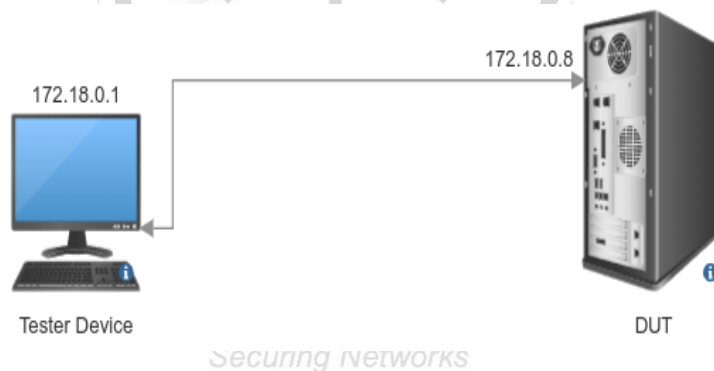 172.18.0.8
172.18.0.1
Tester Device
DUT
Securing Networks